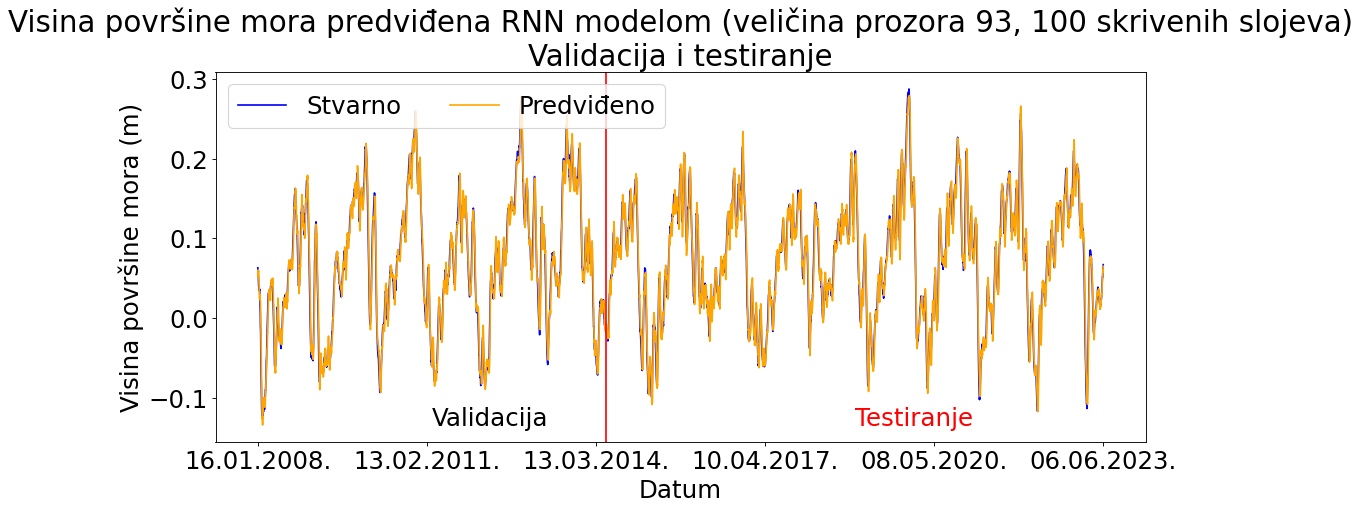 Visina površine mora predviđena RNN modelom (veličina prozora 93, 100 skrivenih slojeva)
Validacija i testiranje
Stvarno Predviđeno
Visina površine mora (m)
0.3
0.2
0.1
0.0
−0.1
Validacija Testiranje
16.01.2008. 13.02.2011. 13.03.2014. 10.04.2017. 08.05.2020. 06.06.2023.
Datum